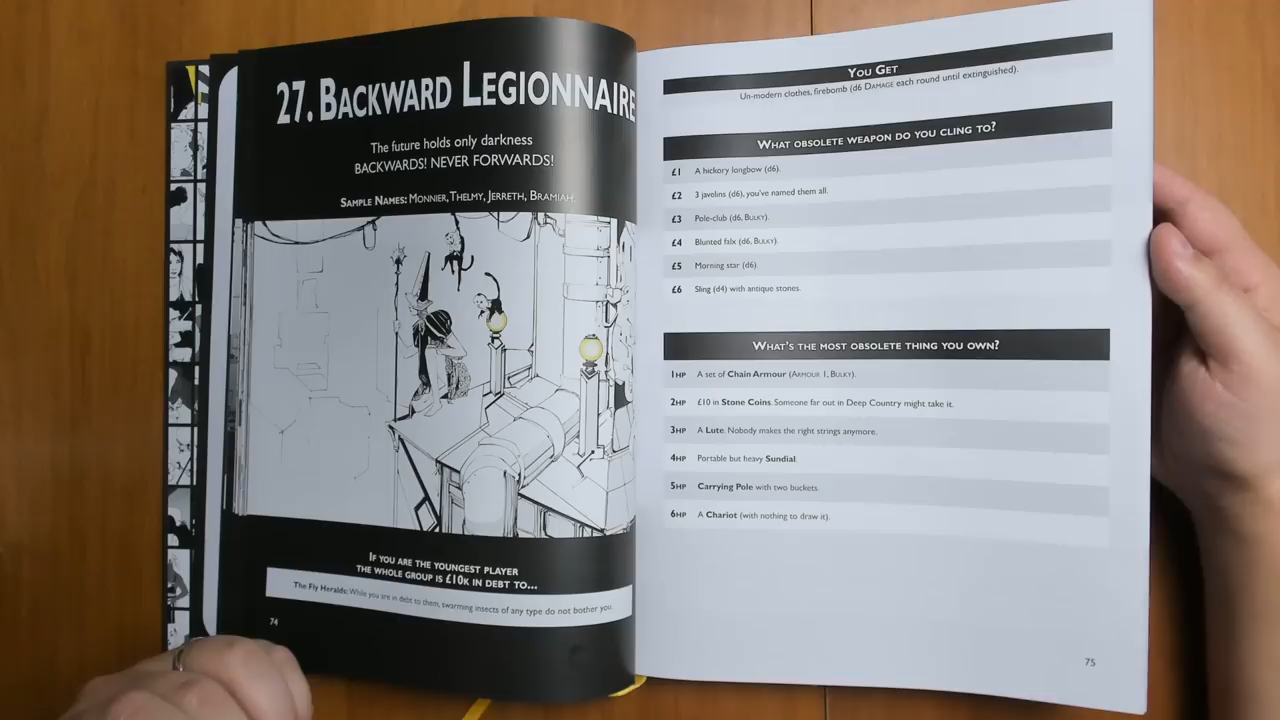 27. BACKWARD LEGIONNAIRE
The future holds only darkness
BACKWARDS! NEVER FORWARDS!
SAMPLE NAMES: MONNIER, THELMY, JERRETH, BRAMIAH.
IF YOU ARE THE YOUNGEST PLAYER
THE WHOLE GROUP IS £10K IN DEBT TO...
The Fly Heralds: While you are in debt to them, swarming insects of any type do not bother you.
74
YOU GET
Un-modern clothes, firebomb (d6 DAMAGE each round until extinguished).
WHAT OBSOLETE WEAPON DO YOU CLING TO?
£1 A hickory longbow (d6).
£2 3 javelins (d6), you've named them all.
£3 Pole-club (d6, BULKY).
£4 Blunted falx (d6, BULKY).
£5 Morning star (d6).
£6 Sling (d4) with antique stones.
WHAT'S THE MOST OBSOLETE THING YOU OWN?
1HP A set of Chain Armour (ARMOUR 1, BULKY).
2HP £10 in Stone Coins. Someone far out in Deep Country might take it.
3HP A Lute. Nobody makes the right strings anymore.
4HP Portable but heavy Sundial.
5HP Carrying Pole with two buckets.
6HP A Chariot (with nothing to draw it).
75